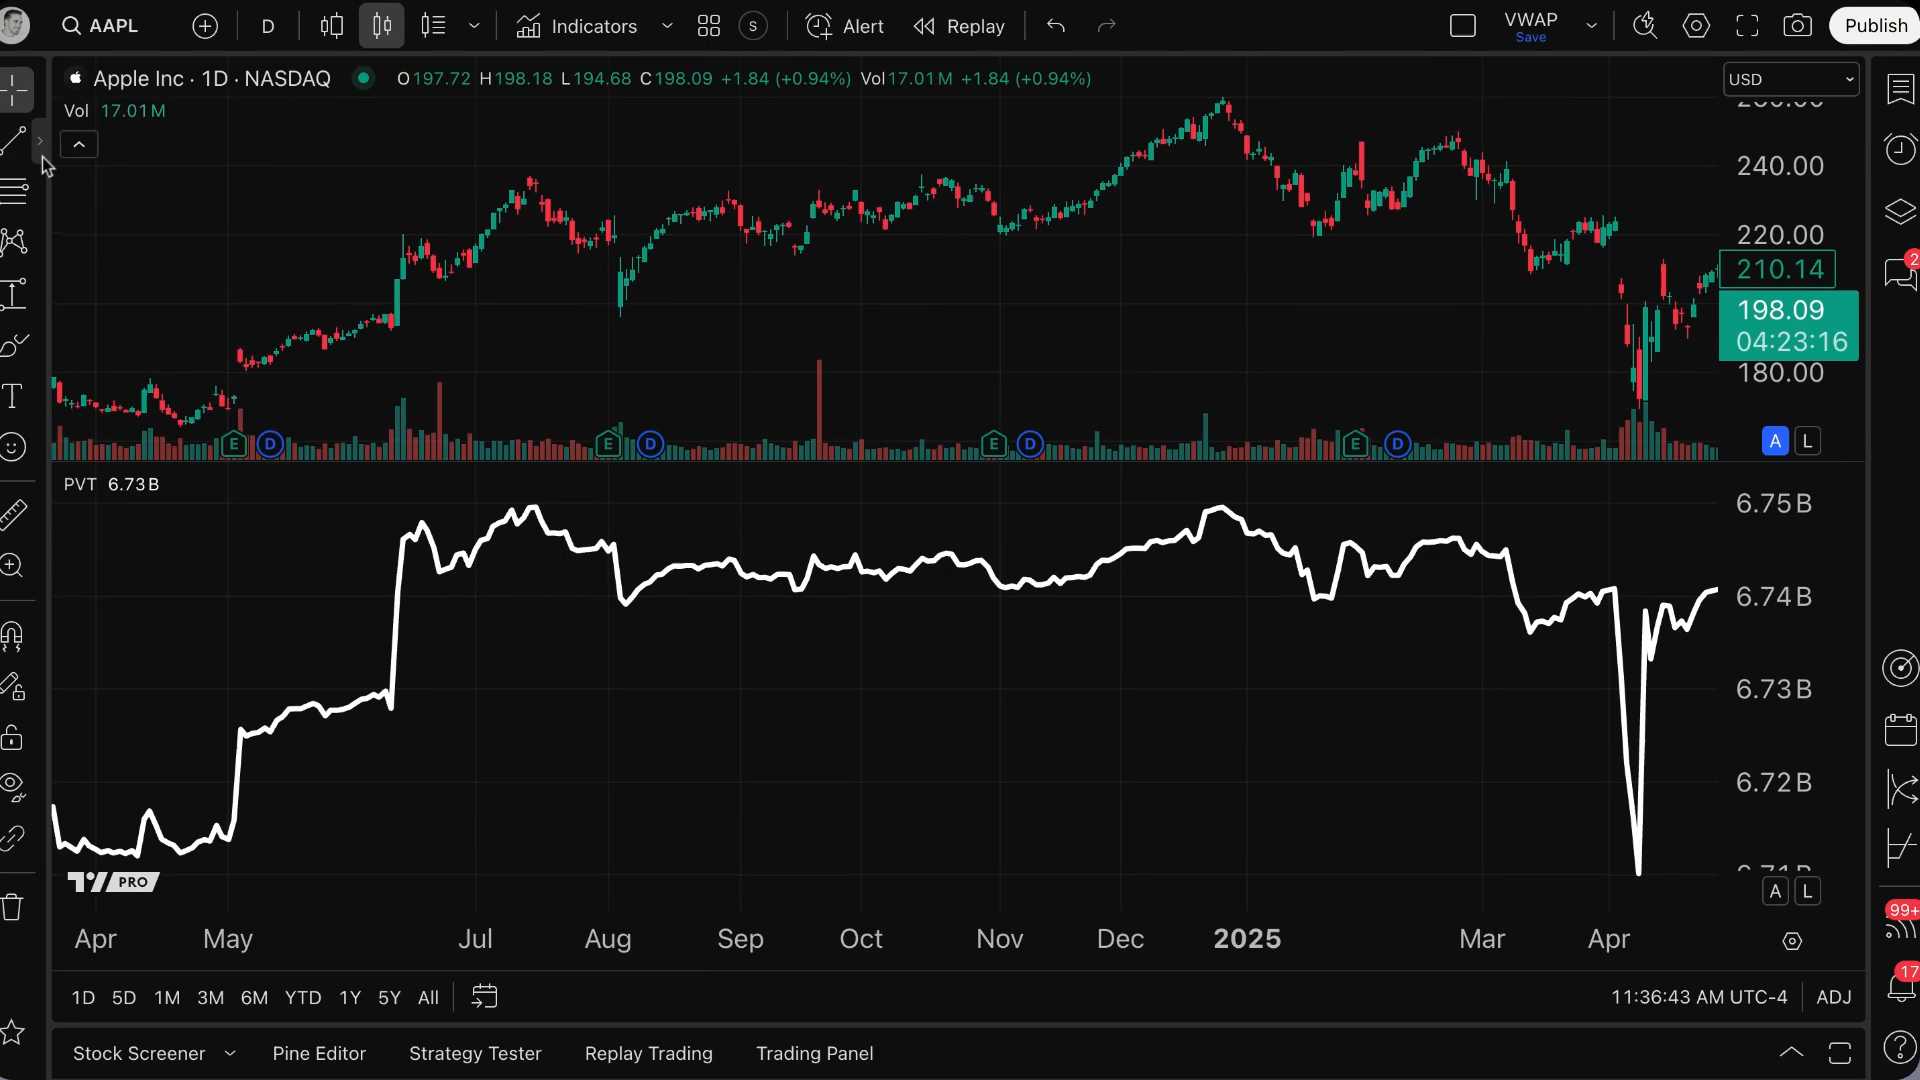 AAPL
D
Indicators
S
Alert
Replay
VWAP
Save
Publish
Apple Inc · 1D · NASDAQ
O197.72 H198.18 L194.68 C198.09 +1.84 (+0.94%) Vol17.01M +1.84 (+0.94%)
USD
Vol 17.01M
240.00
220.00
210.14
198.09
04:23:16
180.00
2
E D E D E D E D
A L
PVT 6.73B
6.75B
6.74B
6.73B
6.72B
PRO
A L
Apr May Jul Aug Sep Oct Nov Dec 2025 Mar Apr
99+
17
1D 5D 1M 3M 6M YTD 1Y 5Y All
11:36:43 AM UTC-4
ADJ
Stock Screener
Pine Editor
Strategy Tester
Replay Trading
Trading Panel